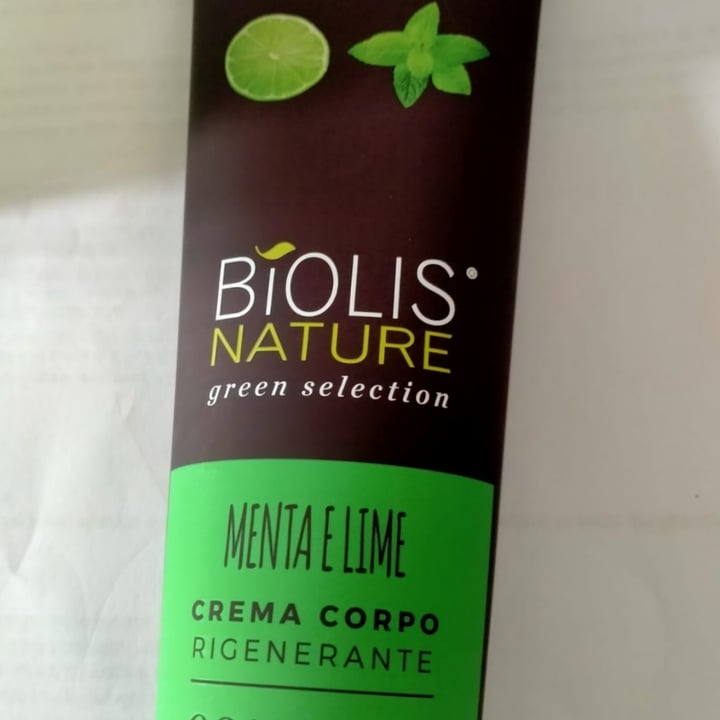 BiOLIS®
NATURE
green selection
MENTA E LIME
CREMA CORPO
RIGENERANTE